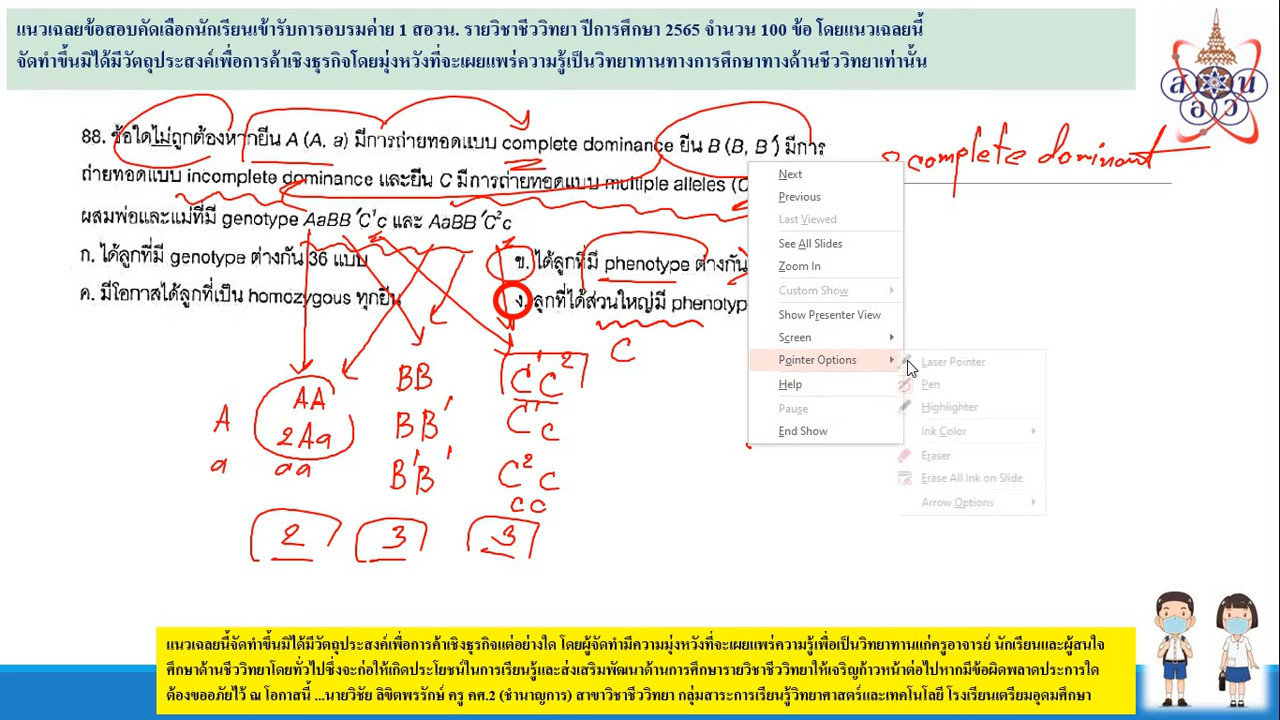 แนวเฉลยข้อสอบคัดเลือกนักเรียนเข้ารับการอบรมค่าย 1 สอวน. รายวิชาชีววิทยา ปีการศึกษา 2565 จำนวน 100 ข้อ โดยแนวเฉลยนี้
จัดทำขึ้นมิได้มีวัตถุประสงค์เพื่อการค้าเชิงธุรกิจโดยมุ่งหวังที่จะเผยแพร่ความรู้เป็นวิทยาทานทางการศึกษาทางด้านชีววิทยาเท่านั้น
สอวน
88. ข้อใดไม่ถูกต้องหากยีน A (A, a) มีการถ่ายทอดแบบ complete dominance ยีน B (B, B′) มีการ
complete dominant
ถ่ายทอดแบบ incomplete dominance และยีน C มีการถ่ายทอดแบบ multiple alleles (C
ผสมพ่อและแม่ที่มี genotype AaBB′C¹c และ AaBB′C²c
ก. ได้ลูกที่มี genotype ต่างกัน 36 แบบ
ข. ได้ลูกที่มี phenotype ต่างกัน
ค. มีโอกาสได้ลูกที่เป็น homozygous ทุกยีน
ง. ลูกที่ได้ส่วนใหญ่มี phenotype
Next
Previous
Last Viewed
See All Slides
Zoom In
Custom Show
Show Presenter View
Screen
Pointer Options
Help
Pause
End Show
Laser Pointer
Pen
Highlighter
Ink Color
Eraser
Erase All Ink on Slide
Arrow Options
C
AA BB C¹C²
A 2Aa BB′ C¹c
a aa B′B′ C²c
cc
2 3 3
แนวเฉลยนี้จัดทำขึ้นมิได้มีวัตถุประสงค์เพื่อการค้าเชิงธุรกิจแต่อย่างใด โดยผู้จัดทำมีความมุ่งหวังที่จะเผยแพร่ความรู้เพื่อเป็นวิทยาทานแก่ครูอาจารย์ นักเรียนและผู้สนใจ
ศึกษาด้านชีววิทยาโดยทั่วไปซึ่งจะก่อให้เกิดประโยชน์ในการเรียนรู้และส่งเสริมพัฒนาด้านการศึกษารายวิชาชีววิทยาให้เจริญก้าวหน้าต่อไปหากมีข้อผิดพลาดประการใด
ต้องขออภัยไว้ ณ โอกาสนี้ ...นายวิชัย ลิขิตพรรักษ์ ครู คศ.2 (ชำนาญการ) สาขาวิชาชีววิทยา กลุ่มสาระการเรียนรู้วิทยาศาสตร์และเทคโนโลยี โรงเรียนเตรียมอุดมศึกษา